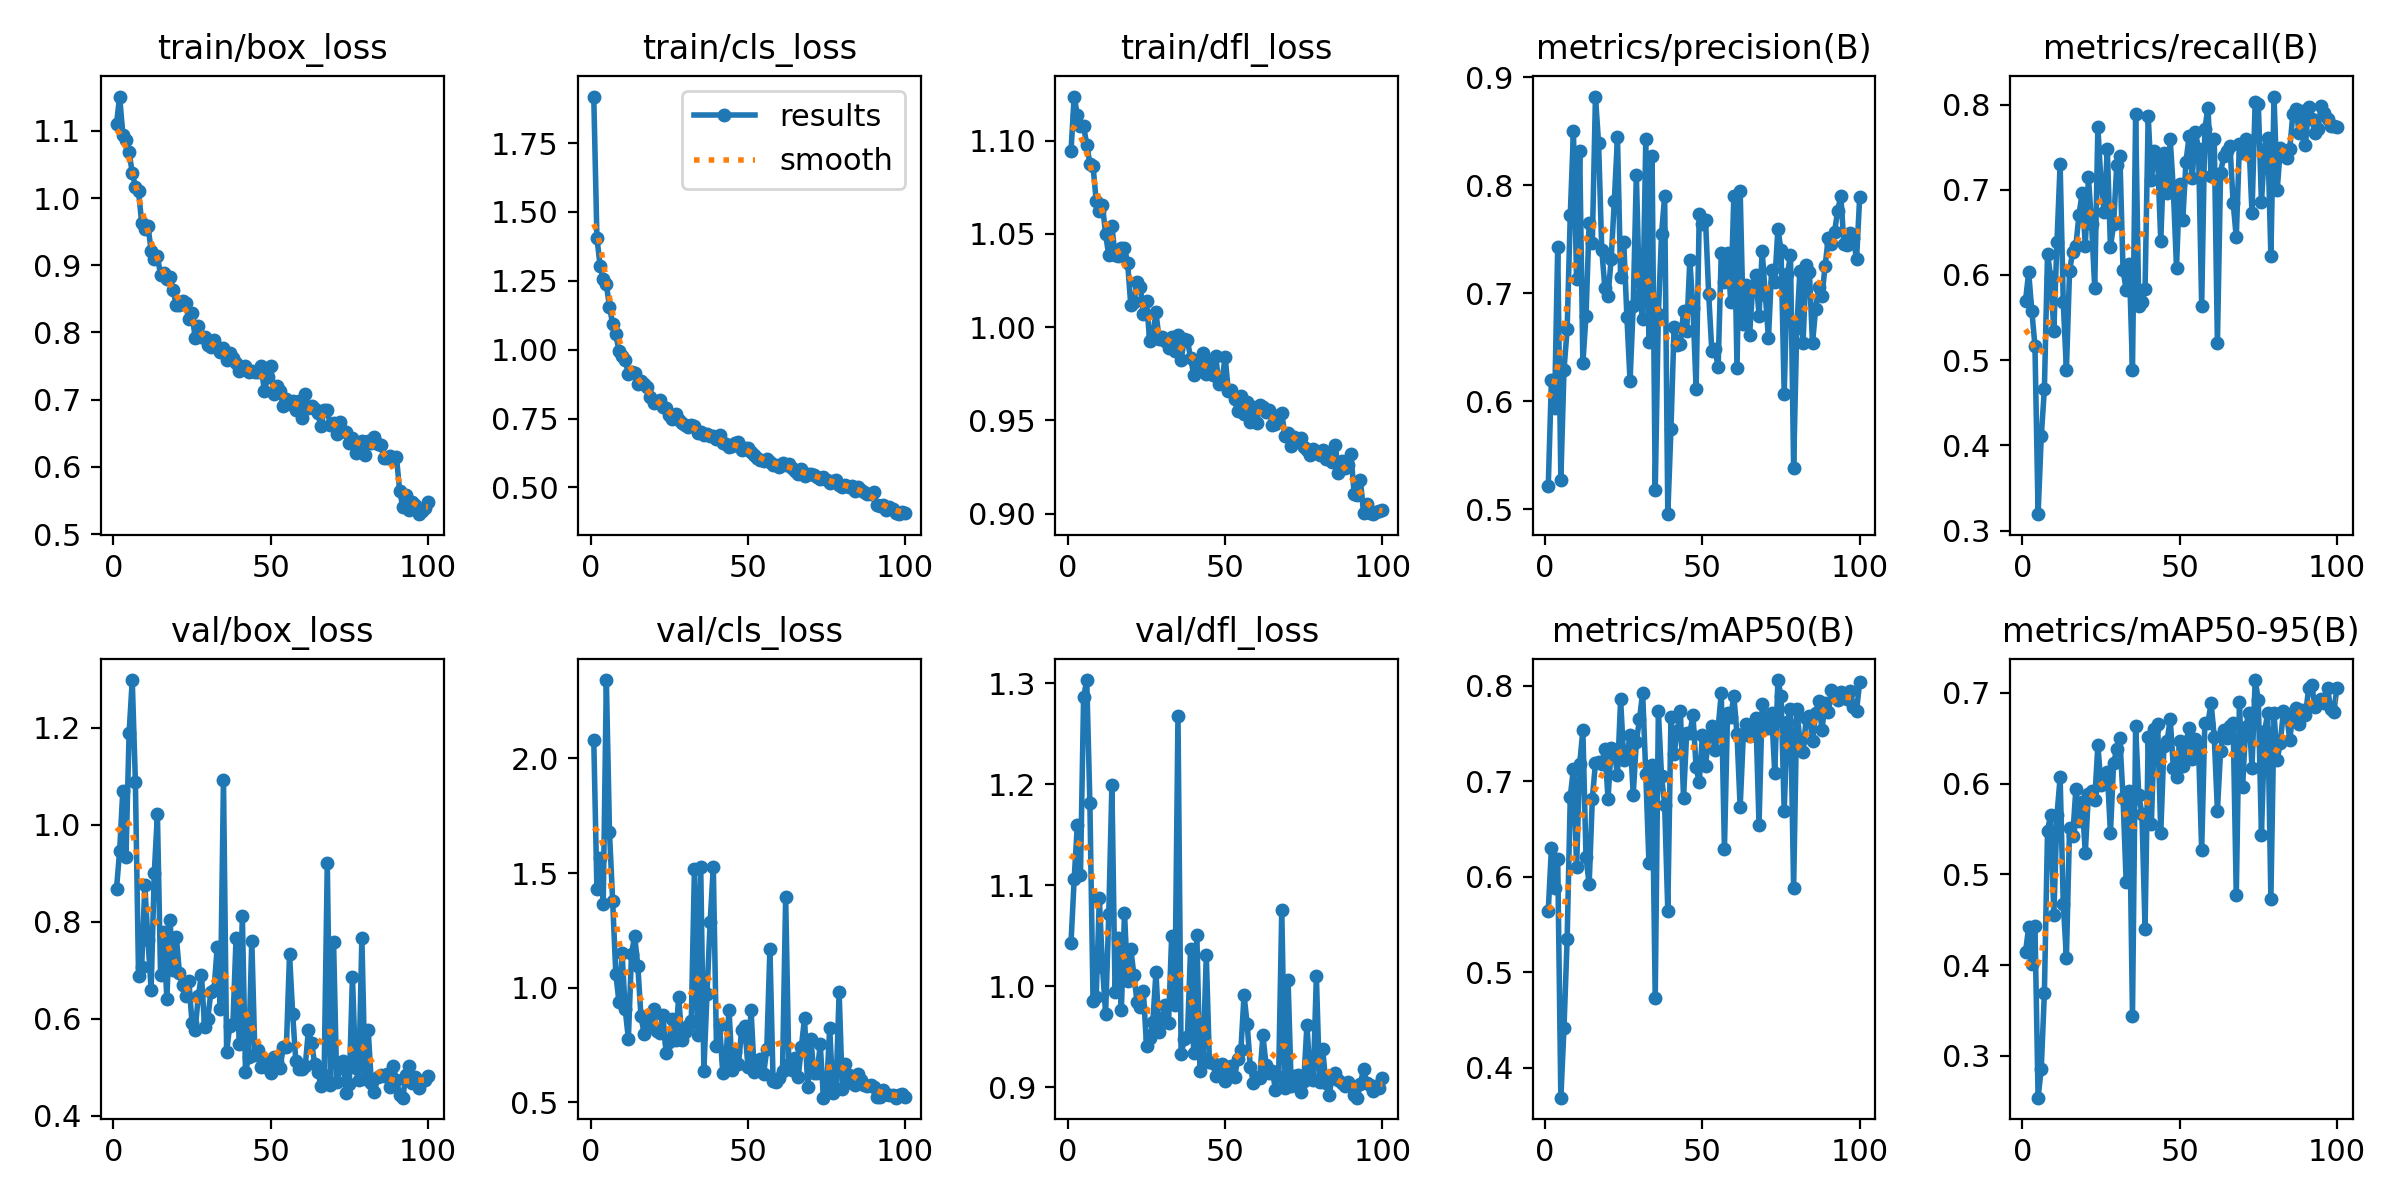 train/box_loss
train/cls_loss
train/dfl_loss
metrics/precision(B)
metrics/recall(B)
1.1
1.0
0.9
0.8
0.7
0.6
0.5
0 50 100
results
smooth
1.75
1.50
1.25
1.00
0.75
0.50
0 50 100
1.10
1.05
1.00
0.95
0.90
0 50 100
0.9
0.8
0.7
0.6
0.5
0 50 100
0.8
0.7
0.6
0.5
0.4
0.3
0 50 100
val/box_loss
val/cls_loss
val/dfl_loss
metrics/mAP50(B)
metrics/mAP50-95(B)
1.2
1.0
0.8
0.6
0.4
0 50 100
2.0
1.5
1.0
0.5
0 50 100
1.3
1.2
1.1
1.0
0.9
0 50 100
0.8
0.7
0.6
0.5
0.4
0 50 100
0.7
0.6
0.5
0.4
0.3
0 50 100